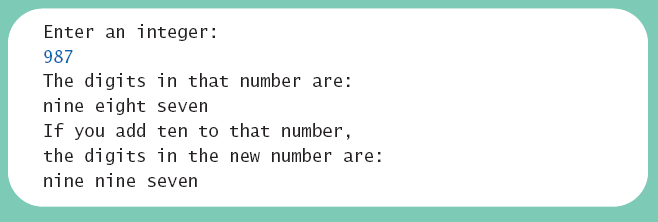 Enter an integer:
987
The digits in that number are:
nine eight seven
If you add ten to that number,
the digits in the new number are:
nine nine seven